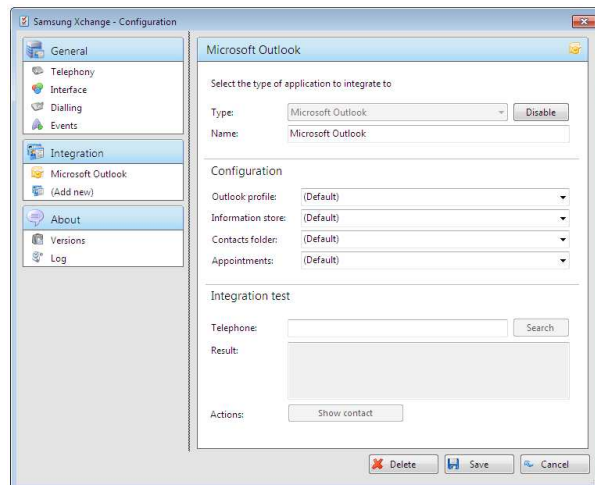 Samsung Xchange - Configuration
General
Telephony
Interface
Dialling
Events
Integration
Microsoft Outlook
(Add new)
About
Versions
Log
Microsoft Outlook
Select the type of application to integrate to
Type: Microsoft Outlook Disable
Name: Microsoft Outlook
Configuration
Outlook profile: (Default)
Information store: (Default)
Contacts folder: (Default)
Appointments: (Default)
Integration test
Telephone: Search
Result:
Actions: Show contact
Delete Save Cancel